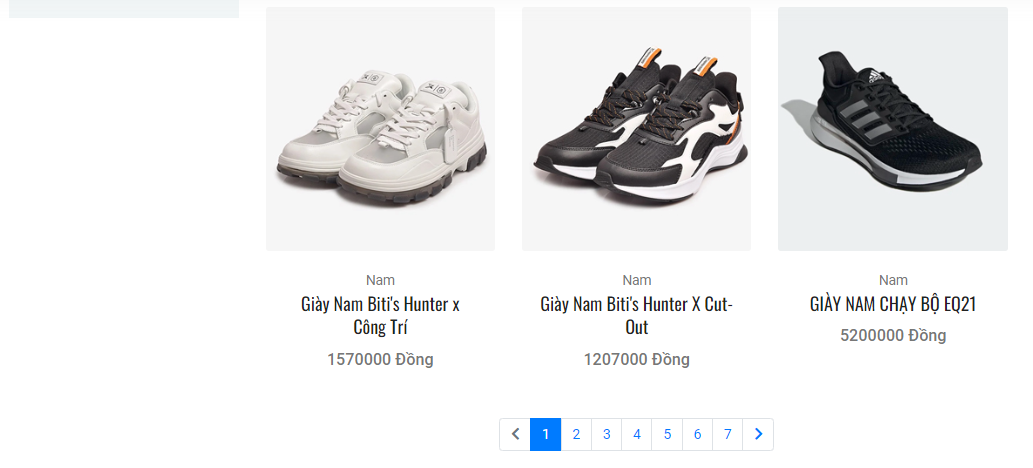 adidas
Nam
Nam
Nam
Giày Nam Biti's Hunter x
Công Trí
Giày Nam Biti's Hunter X Cut-
Out
GIÀY NAM CHẠY BỘ EQ21
1570000 Đồng
1207000 Đồng
5200000 Đồng
1 2 3 4 5 6 7